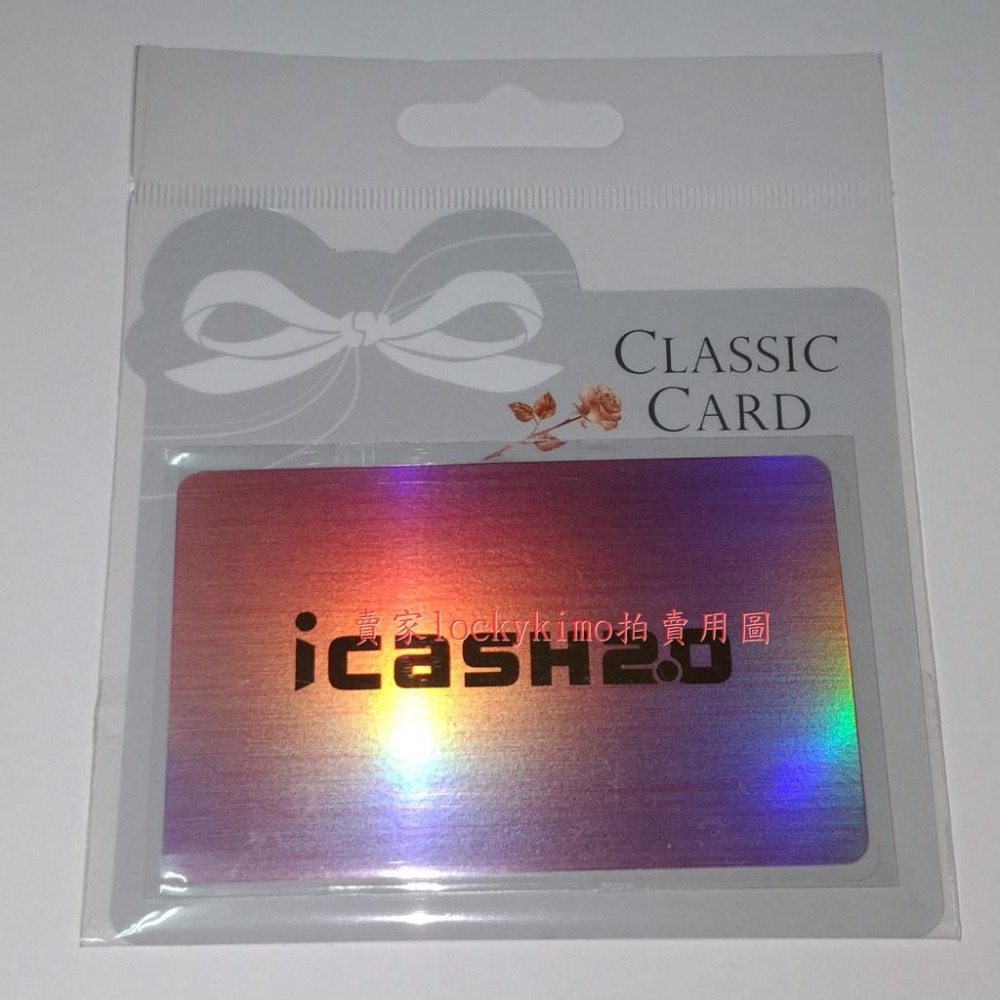 CLASSIC
CARD
賣家lockykimo拍賣用圖
icash2.0